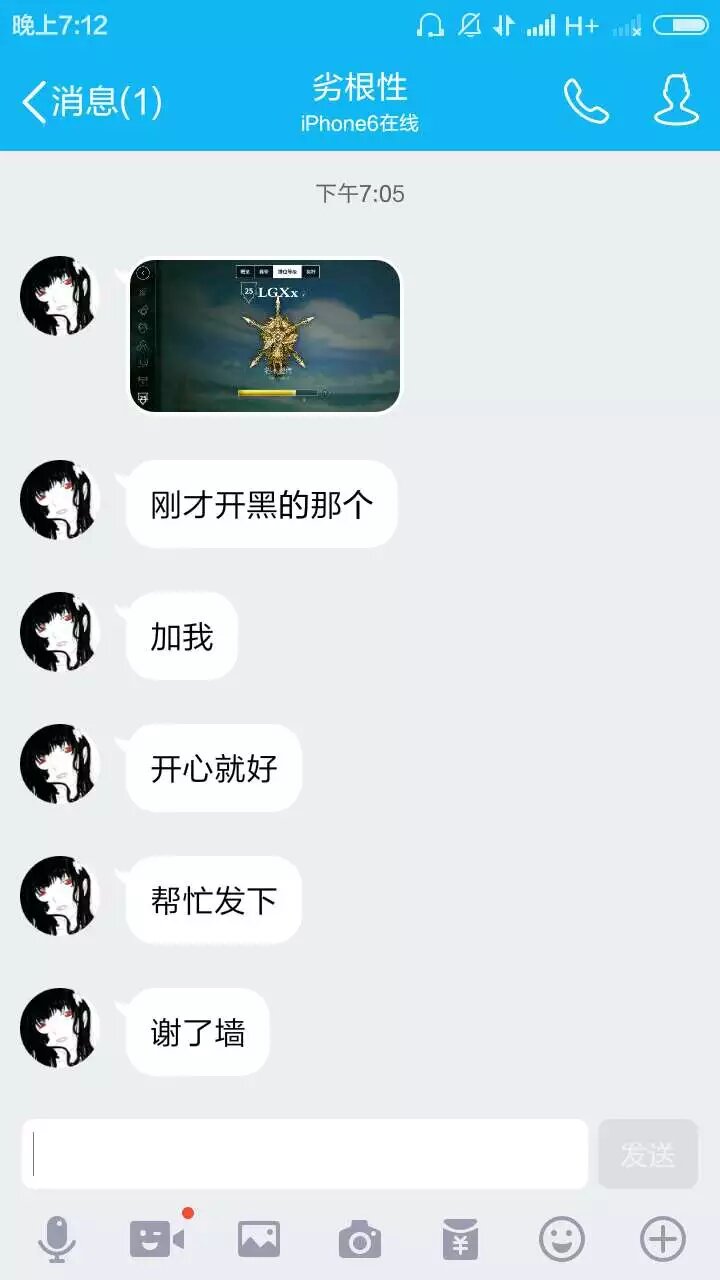 晚上7:12
H+
消息(1)
劣根性
iPhone6在线
下午7:05
25
LGXx
刚才开黑的那个
加我
开心就好
帮忙发下
谢了墙
发送